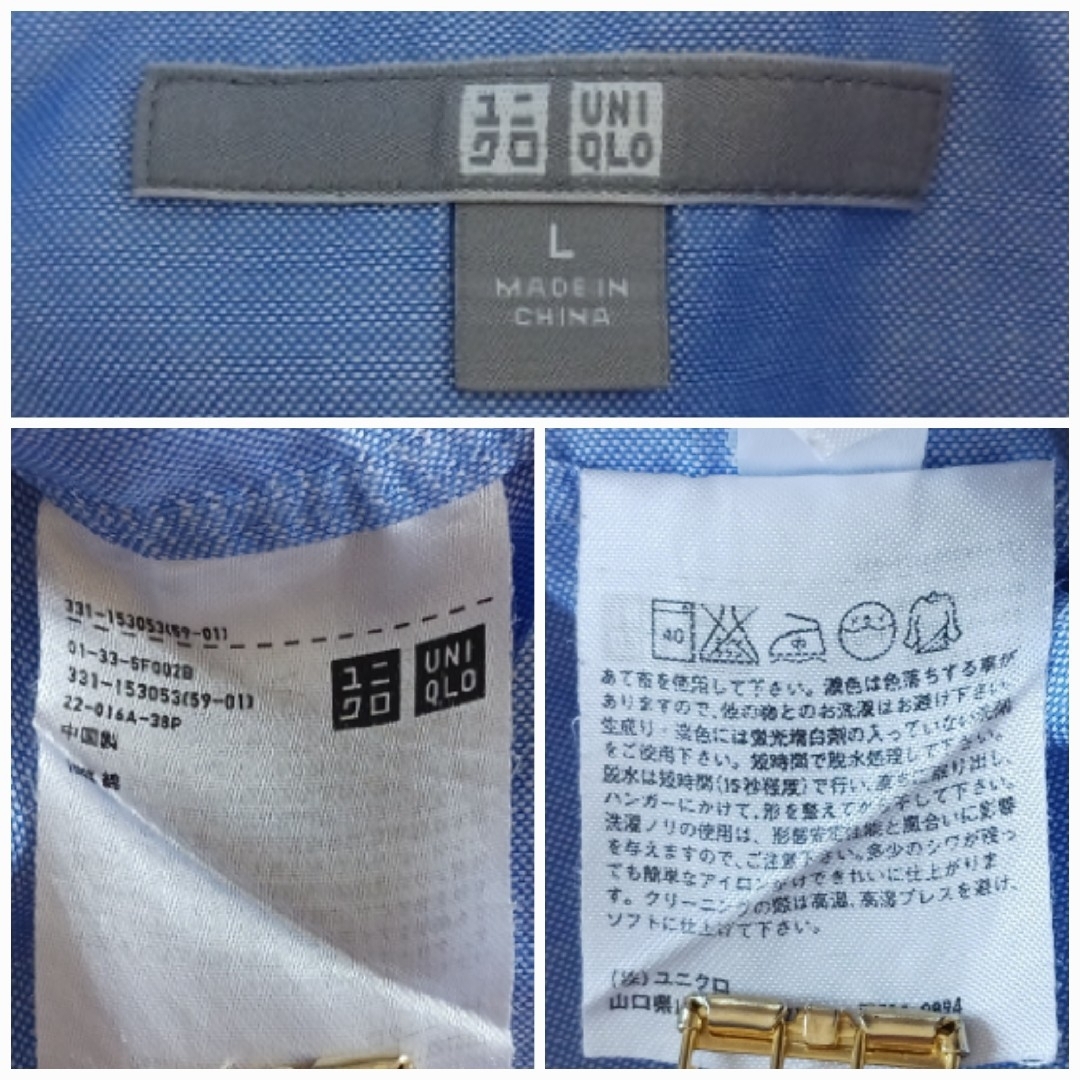 ユニ
クロ
UNI
QLO
L
MADE IN
CHINA
331-153053(59-01)
01-33-SF002B
331-153053(59-01)
22-016A-38P
中国製
100% 綿
ユニ
クロ
UNI
QLO
40
中
あて布を使用して下さい。濃色は色落ちする事が
ありますので、他の物とのお洗濯はお避け下さい。
生成り・淡色には蛍光増白剤の入っていない洗剤
をご使用下さい。短時間で脱水処理して下さい。
脱水は短時間(15秒程度)で行い、直ちに取り出し、
ハンガーにかけて、形を整えてから干して下さい。
洗濯ノリの使用は、形態安定性能と風合いに影響
を与えますので、ご注意下さい。多少のシワが残っ
ても簡単なアイロンがけできれいに仕上がりま
す。クリーニングの際は高温、高湿プレスを避け、
ソフトに仕上げて下さい。
(株)ユニクロ
山口県 0894